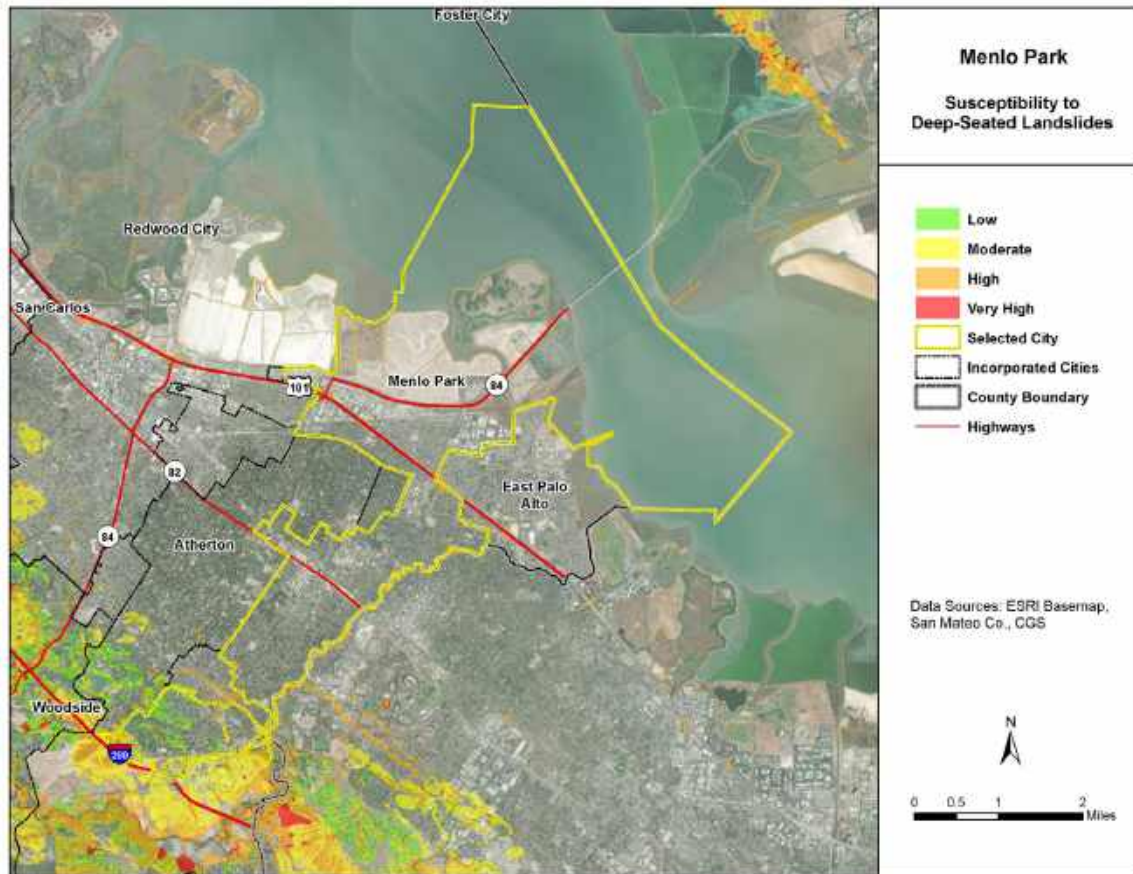 Foster City
Redwood City
San Carlos
101
Menlo Park
84
82
East Palo
Alto
84
Atherton
Woodside
280
Menlo Park
Susceptibility to
Deep-Seated Landslides
Low
Moderate
High
Very High
Selected City
Incorporated Cities
County Boundary
Highways
Data Sources: ESRI Basemap,
San Mateo Co., CGS
N
0 0.5 1 2
Miles